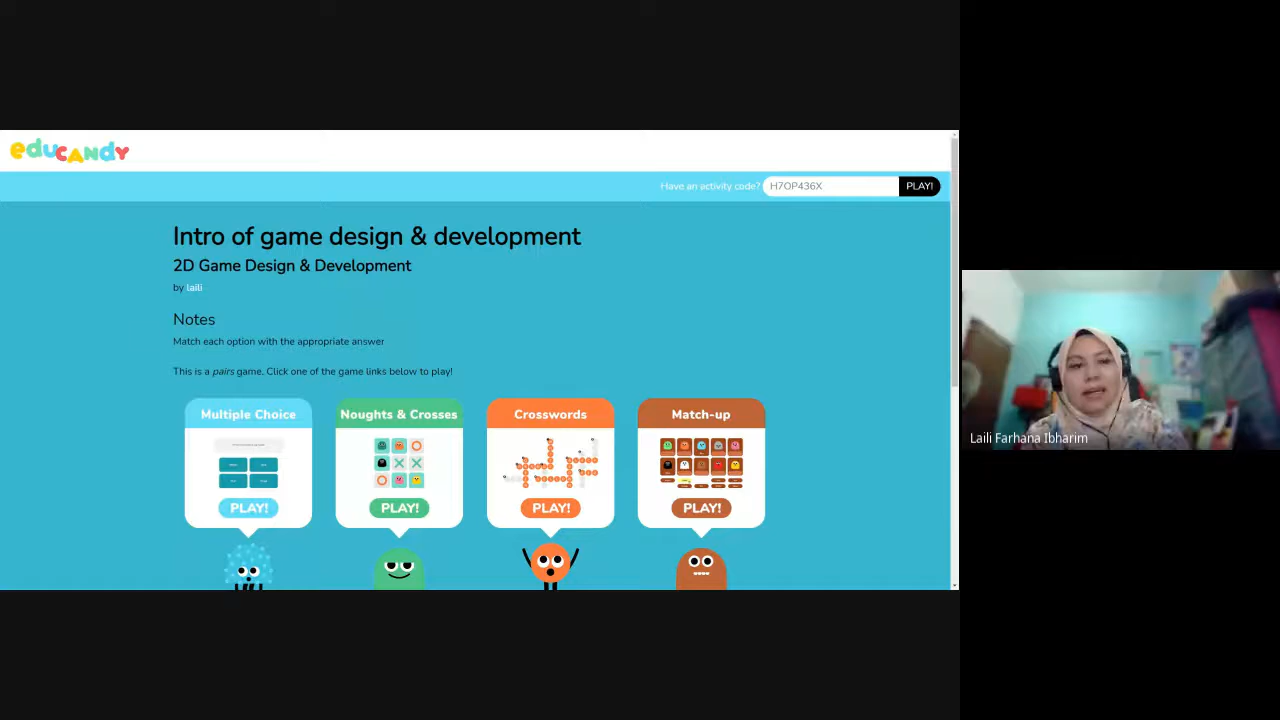 educandy
Have an activity code? H7OP436X PLAY!
Intro of game design & development
2D Game Design & Development
by laili
Notes
Match each option with the appropriate answer
This is a pairs game. Click one of the game links below to play!
Multiple Choice Noughts & Crosses Crosswords Match-up
PLAY! PLAY! PLAY! PLAY!
Laili Farhana Ibharim